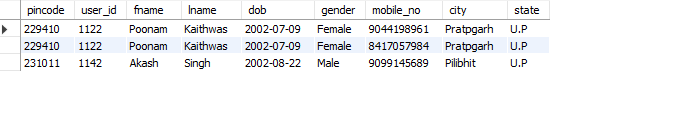 pincode user_id fname lname dob gender mobile_no city state
229410 1122 Poonam Kaithwas 2002-07-09 Female 9044198961 Pratpgarh U.P
229410 1122 Poonam Kaithwas 2002-07-09 Female 8417057984 Pratpgarh U.P
231011 1142 Akash Singh 2002-08-22 Male 9099145689 Pilibhit U.P